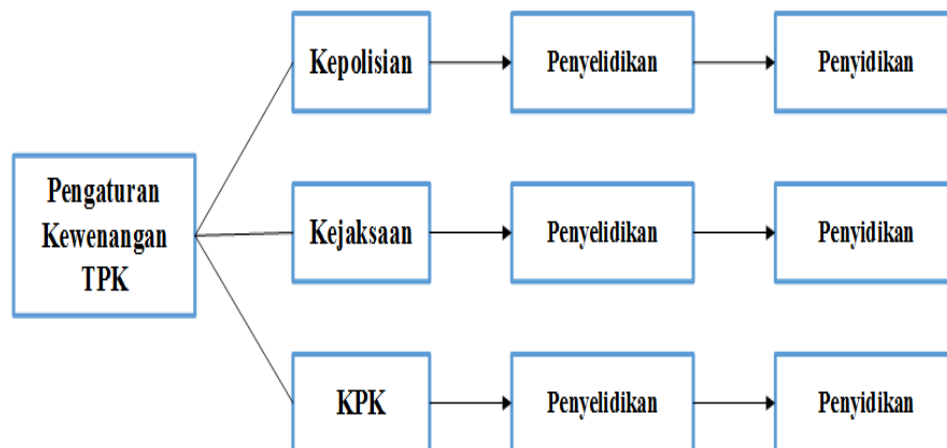 Kepolisian
Penyelidikan
Penyidikan
Pengaturan
Kewenangan
TPK
Kejaksaan
Penyelidikan
Penyidikan
KPK
Penyelidikan
Penyidikan